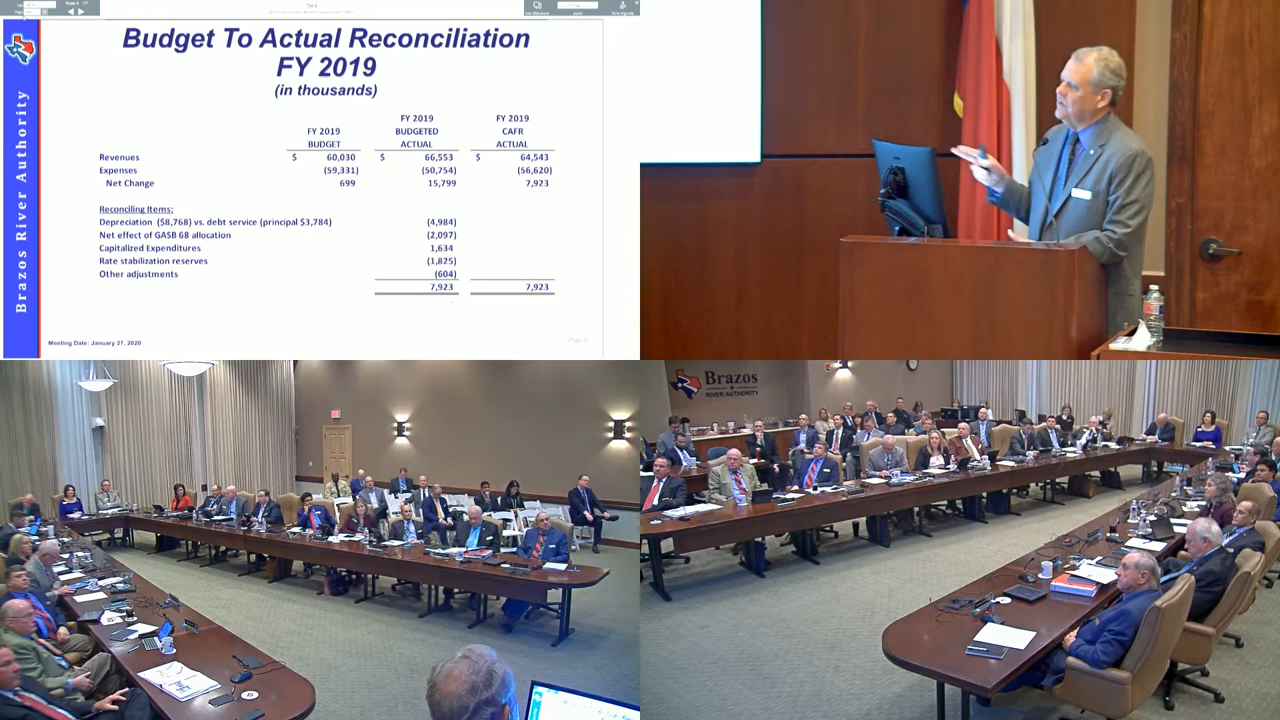 Budget To Actual Reconciliation
FY 2019
(in thousands)
Brazos River Authority
FY 2019 BUDGET
FY 2019 BUDGETED ACTUAL
FY 2019 CAFR ACTUAL
Revenues $ 60,030 $ 66,553 $ 64,543
Expenses (59,331) (50,754) (56,620)
Net Change 699 15,799 7,923
Reconciling Items:
Depreciation ($8,768) vs. debt service (principal $3,784) (4,984)
Net effect of GASB 68 allocation (2,097)
Capitalized Expenditures 1,634
Rate stabilization reserves (1,825)
Other adjustments (604)
7,923 7,923
Meeting Date: January 27, 2020
Brazos
RIVER AUTHORITY